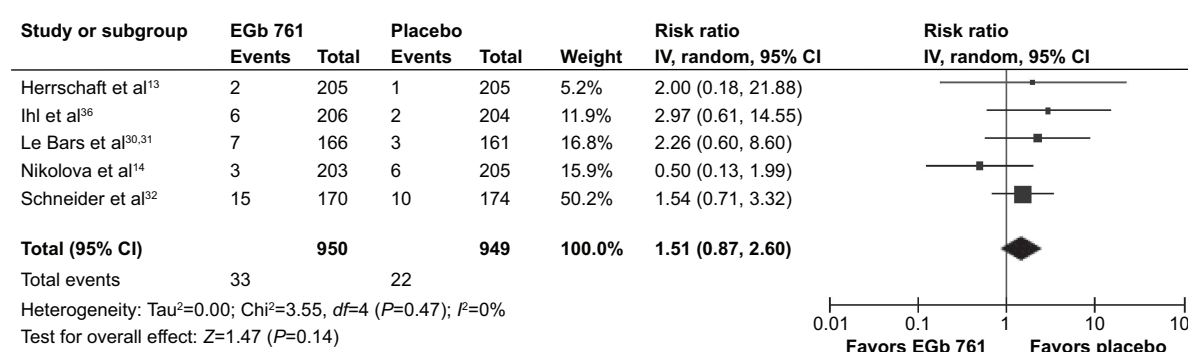 Study or subgroup EGb 761 Placebo Risk ratio Risk ratio
Events Total Events Total Weight IV, random, 95% CI IV, random, 95% CI
Herrschaft et al¹³ 2 205 1 205 5.2% 2.00 (0.18, 21.88)
Ihl et al³⁶ 6 206 2 204 11.9% 2.97 (0.61, 14.55)
Le Bars et al³⁰,³¹ 7 166 3 161 16.8% 2.26 (0.60, 8.60)
Nikolova et al¹⁴ 3 203 6 205 15.9% 0.50 (0.13, 1.99)
Schneider et al³² 15 170 10 174 50.2% 1.54 (0.71, 3.32)
Total (95% CI) 950 949 100.0% 1.51 (0.87, 2.60)
Total events 33 22
Heterogeneity: Tau²=0.00; Chi²=3.55, df=4 (P=0.47); I²=0%
Test for overall effect: Z=1.47 (P=0.14)
0.01 0.1 1 10
Favors EGb 761 Favors placebo